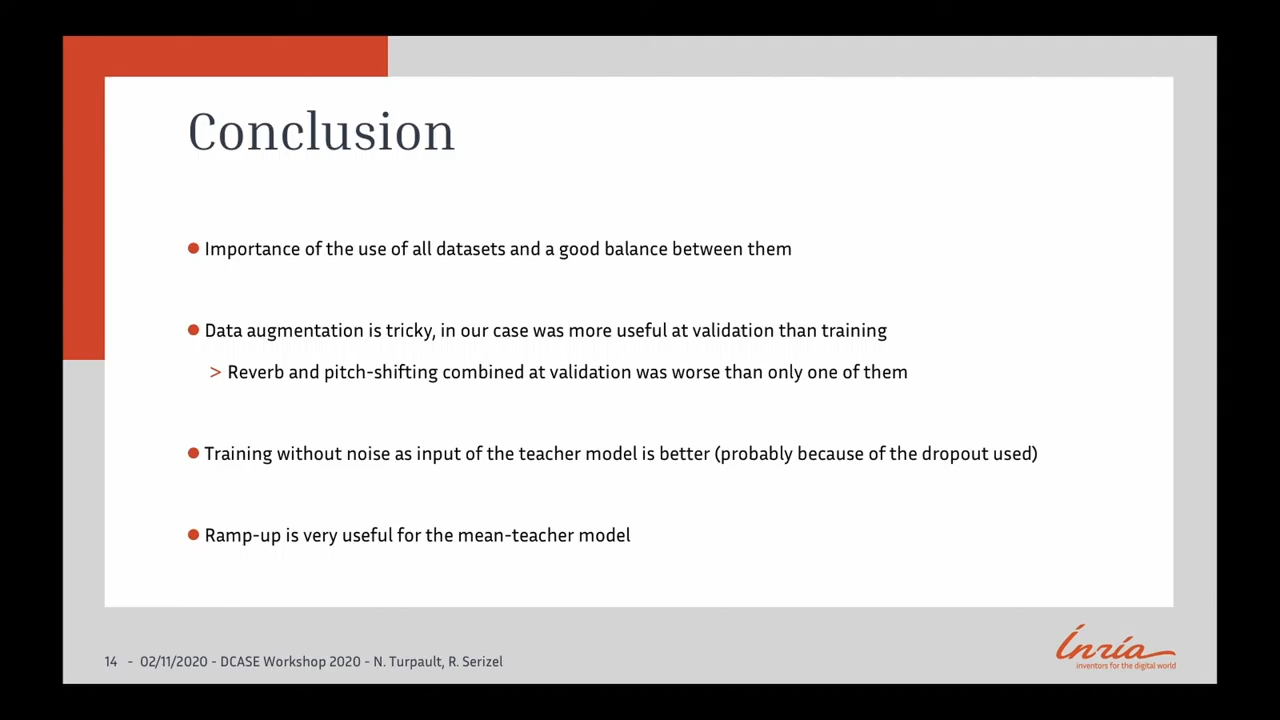 Conclusion
Importance of the use of all datasets and a good balance between them
Data augmentation is tricky, in our case was more useful at validation than training
> Reverb and pitch-shifting combined at validation was worse than only one of them
Training without noise as input of the teacher model is better (probably because of the dropout used)
Ramp-up is very useful for the mean-teacher model
14 - 02/11/2020 - DCASE Workshop 2020 - N. Turpault, R. Serizel
Inría
inventors for the digital world